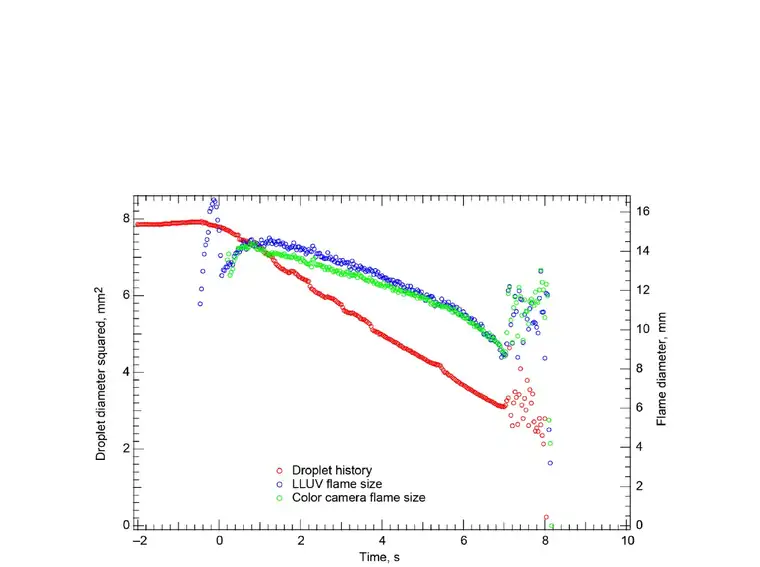 8
6
4
2
0
Droplet diameter squared, mm2
16
14
12
10
8
6
4
2
0
Flame diameter, mm
Droplet history
LLUV flame size
Color camera flame size
−2 0 2 4 6 8 10
Time, s